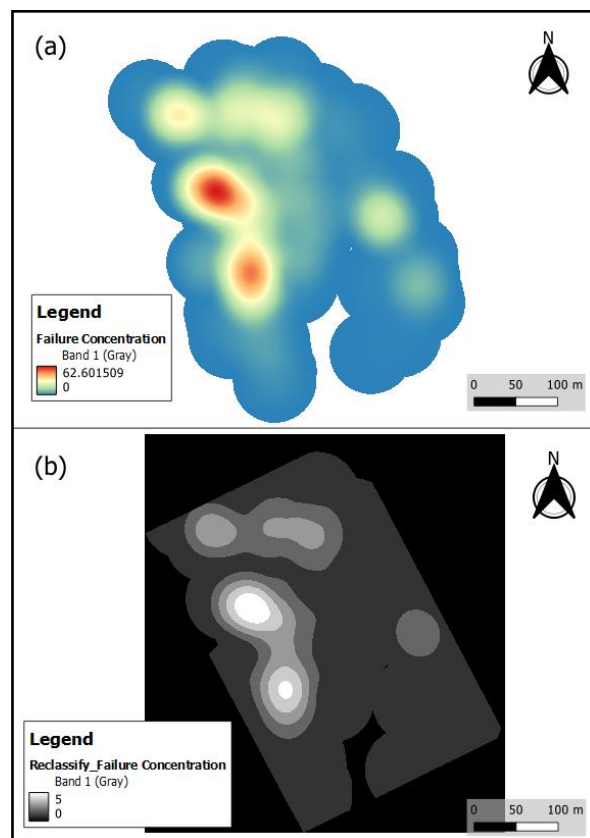 (a)
N
Legend
Failure Concentration
Band 1 (Gray)
62.601509
0
0 50 100 m
(b)
N
Legend
Reclassify_Failure Concentration
Band 1 (Gray)
5
0
0 50 100 m